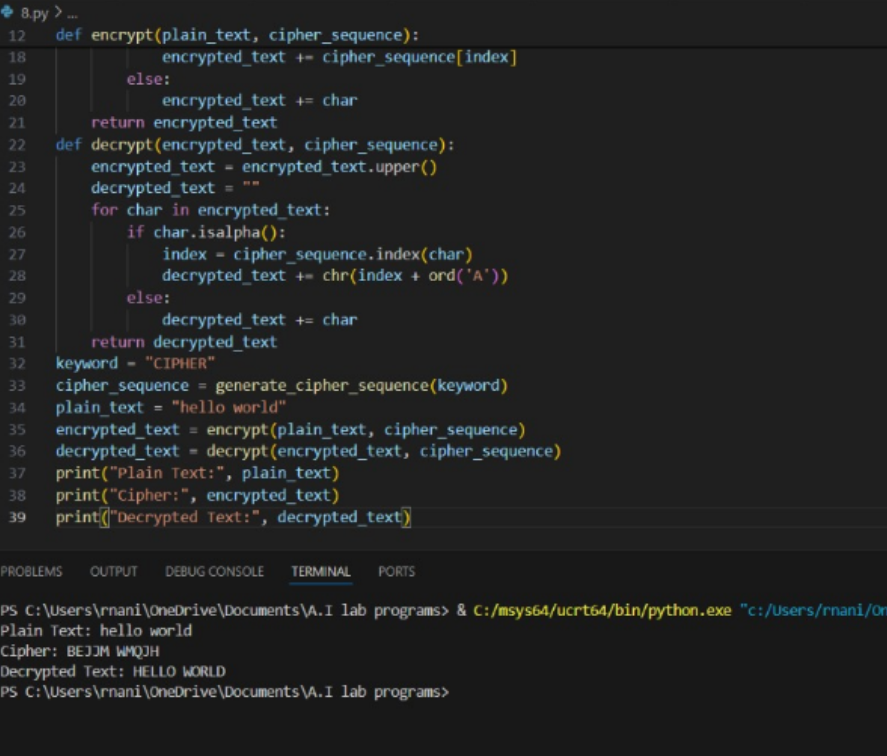 8.py > ...
12 def encrypt(plain_text, cipher_sequence):
18 encrypted_text += cipher_sequence[index]
19 else:
20 encrypted_text += char
21 return encrypted_text
22 def decrypt(encrypted_text, cipher_sequence):
23 encrypted_text = encrypted_text.upper()
24 decrypted_text = ""
25 for char in encrypted_text:
26 if char.isalpha():
27 index = cipher_sequence.index(char)
28 decrypted_text += chr(index + ord('A'))
29 else:
30 decrypted_text += char
31 return decrypted_text
32 keyword = "CIPHER"
33 cipher_sequence = generate_cipher_sequence(keyword)
34 plain_text = "hello world"
35 encrypted_text = encrypt(plain_text, cipher_sequence)
36 decrypted_text = decrypt(encrypted_text, cipher_sequence)
37 print("Plain Text:", plain_text)
38 print("Cipher:", encrypted_text)
39 print("Decrypted Text:", decrypted_text)
PROBLEMS OUTPUT DEBUG CONSOLE TERMINAL PORTS
PS C:\Users\rnani\OneDrive\Documents\A.I lab programs> & C:/msys64/ucrt64/bin/python.exe "c:/Users/rnani/On
Plain Text: hello world
Cipher: BEJJM WMQJH
Decrypted Text: HELLO WORLD
PS C:\Users\rnani\OneDrive\Documents\A.I lab programs>